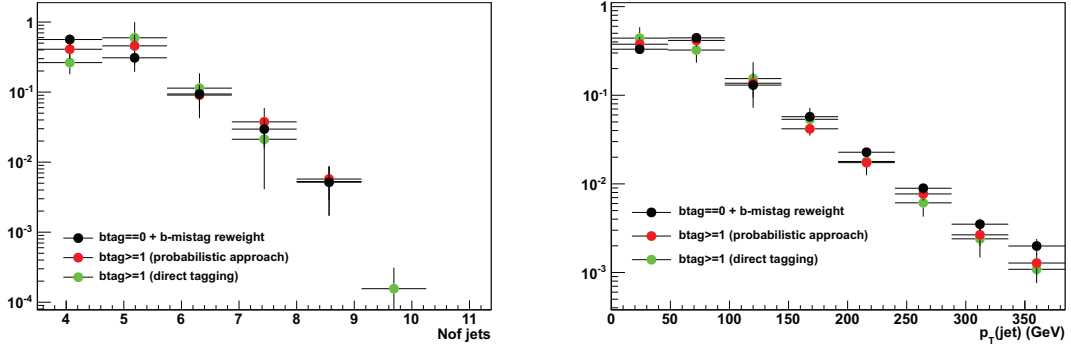 1
10⁻¹
10⁻²
10⁻³
10⁻⁴
btag==0 + b-mistag reweight
btag>=1 (probabilistic approach)
btag>=1 (direct tagging)
4 5 6 7 8 9 10 11
Nof jets
1
10⁻¹
10⁻²
10⁻³
btag==0 + b-mistag reweight
btag>=1 (probabilistic approach)
btag>=1 (direct tagging)
0 50 100 150 200 250 300 350
p_T(jet) (GeV)